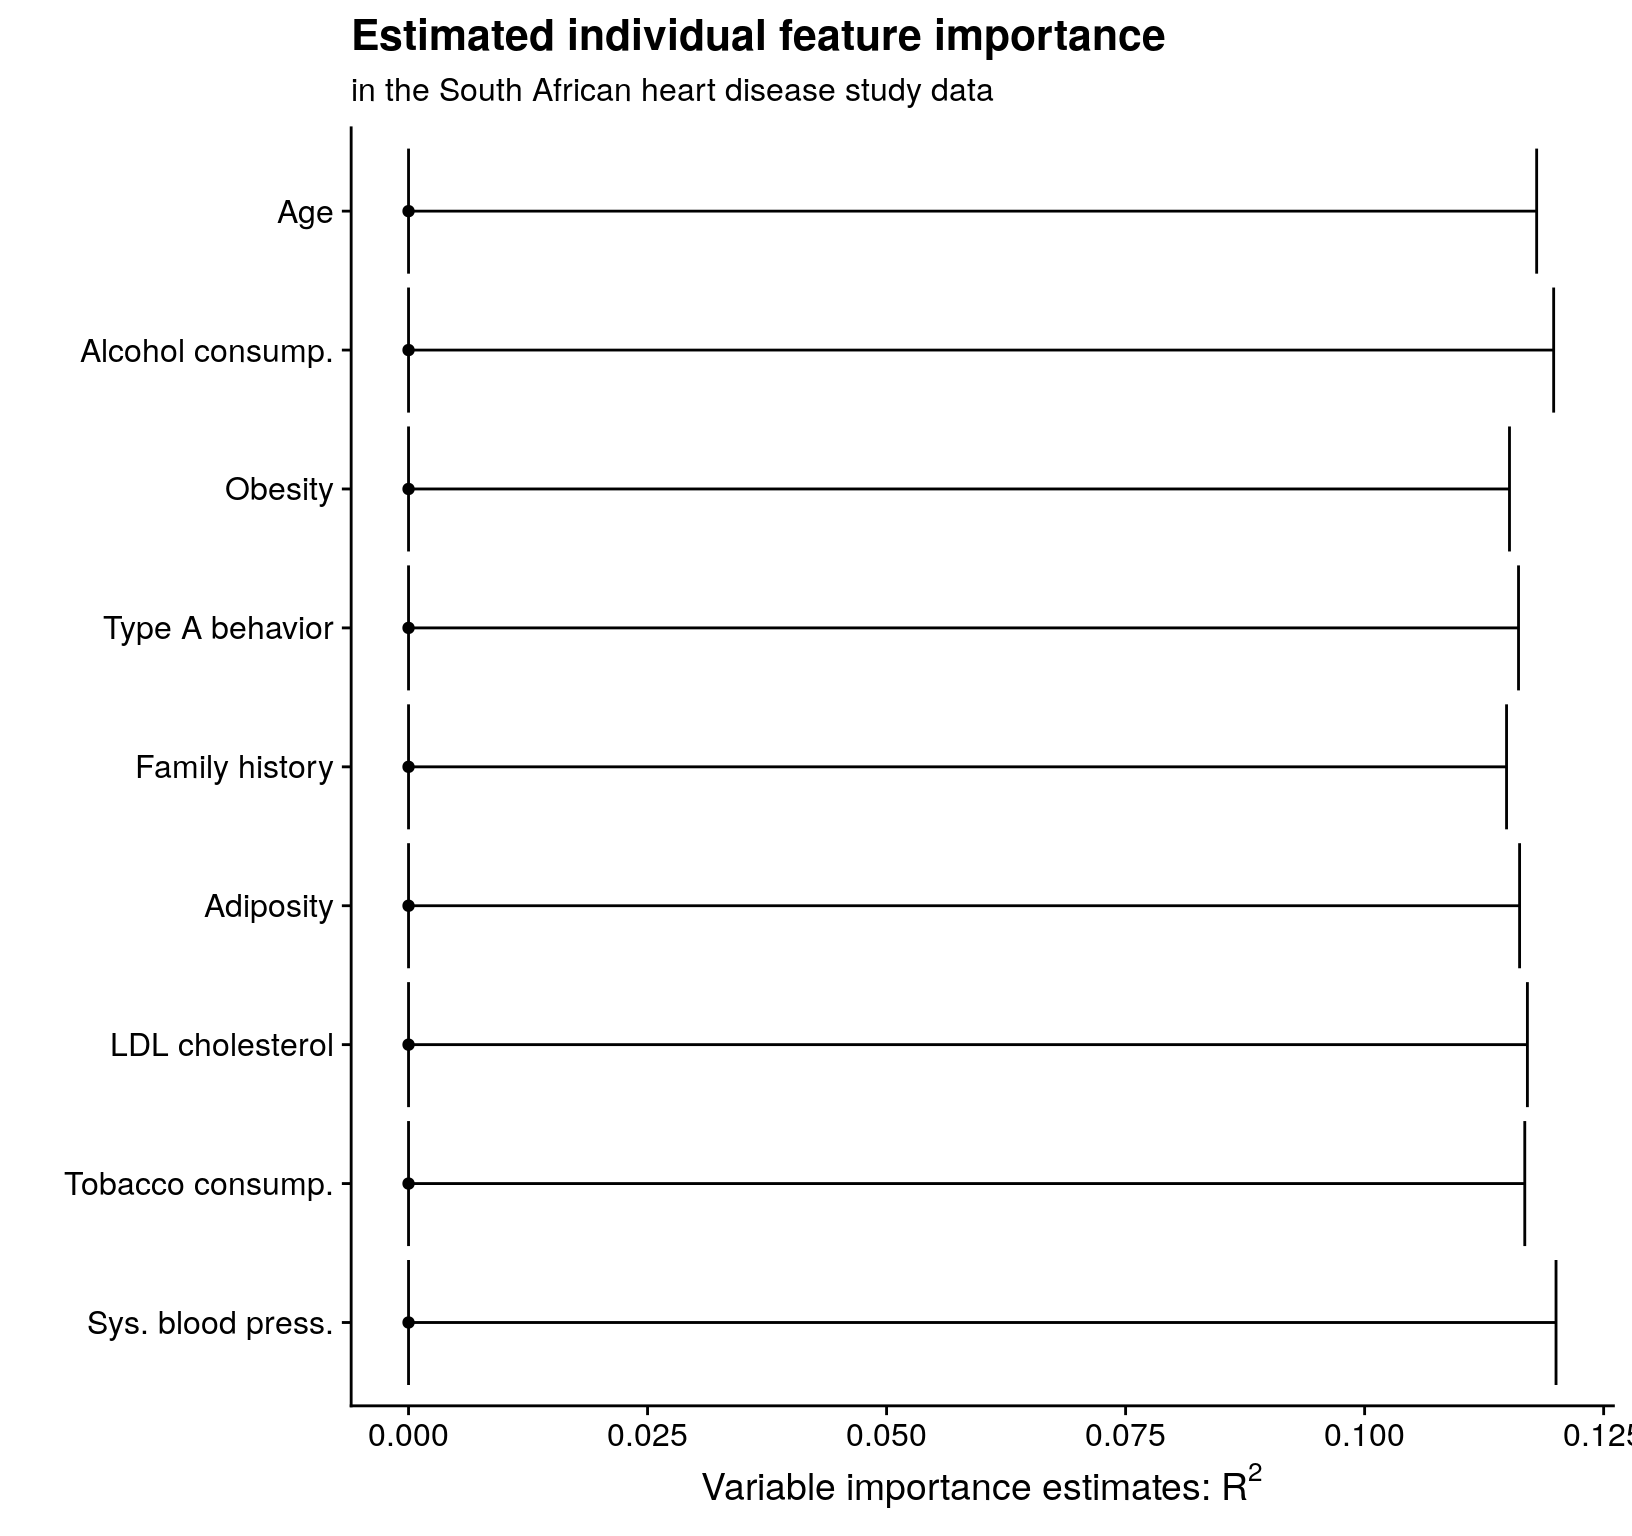 Estimated individual feature importance
in the South African heart disease study data
Age
Alcohol consump.
Obesity
Type A behavior
Family history
Adiposity
LDL cholesterol
Tobacco consump.
Sys. blood press.
0.000 0.025 0.050 0.075 0.100 0.125
Variable importance estimates: R²